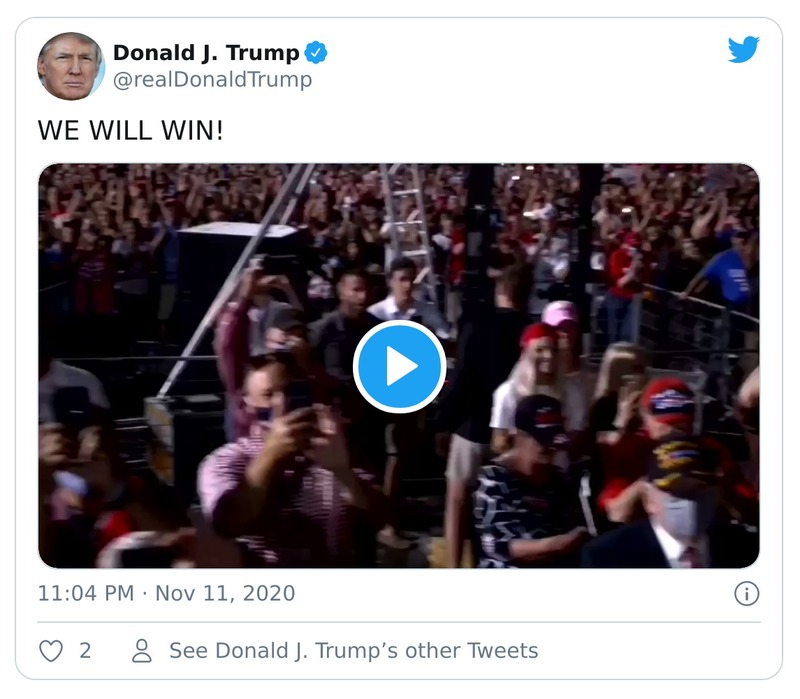 Donald J. Trump
@realDonaldTrump
WE WILL WIN!
11:04 PM · Nov 11, 2020
2
See Donald J. Trump’s other Tweets